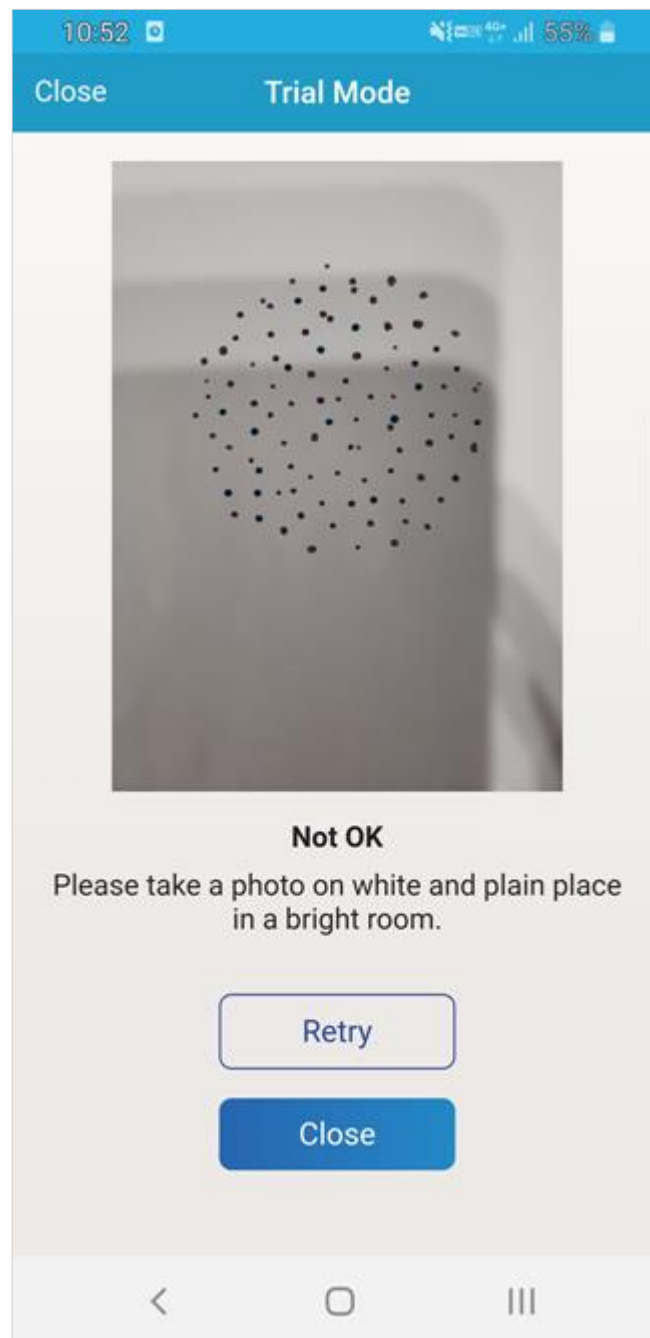 10:52
4G+
55%
Close
Trial Mode
Not OK
Please take a photo on white and plain place
in a bright room.
Retry
Close